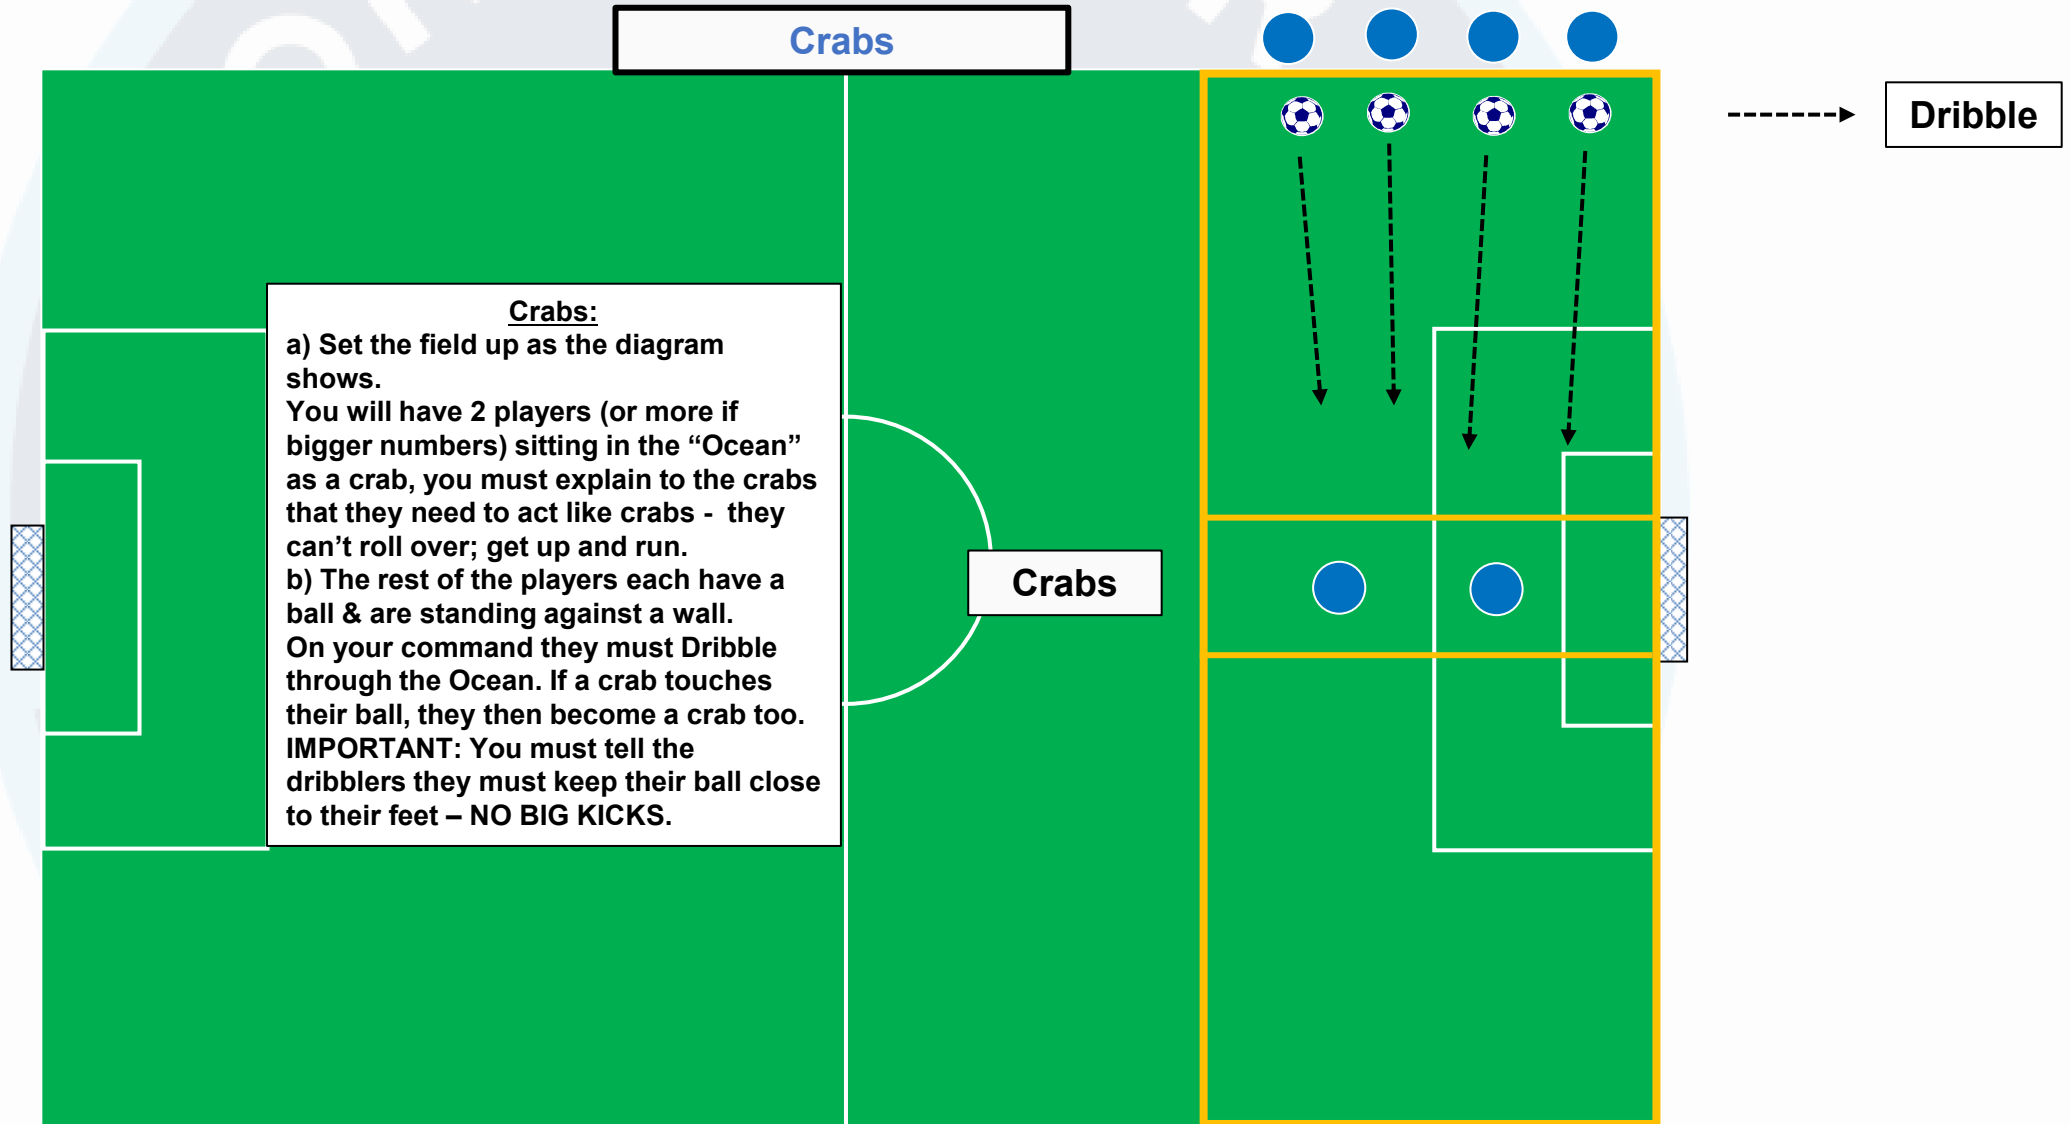 Crabs
Dribble
Crabs:
a) Set the field up as the diagram
shows.
You will have 2 players (or more if
bigger numbers) sitting in the “Ocean”
as a crab, you must explain to the crabs
that they need to act like crabs - they
can’t roll over; get up and run.
b) The rest of the players each have a
ball & are standing against a wall.
On your command they must Dribble
through the Ocean. If a crab touches
their ball, they then become a crab too.
IMPORTANT: You must tell the
dribblers they must keep their ball close
to their feet – NO BIG KICKS.
Crabs